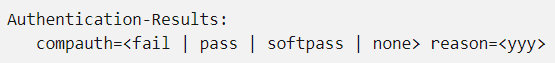 Authentication-Results:
compauth=<fail | pass | softpass | none> reason=<yyy>